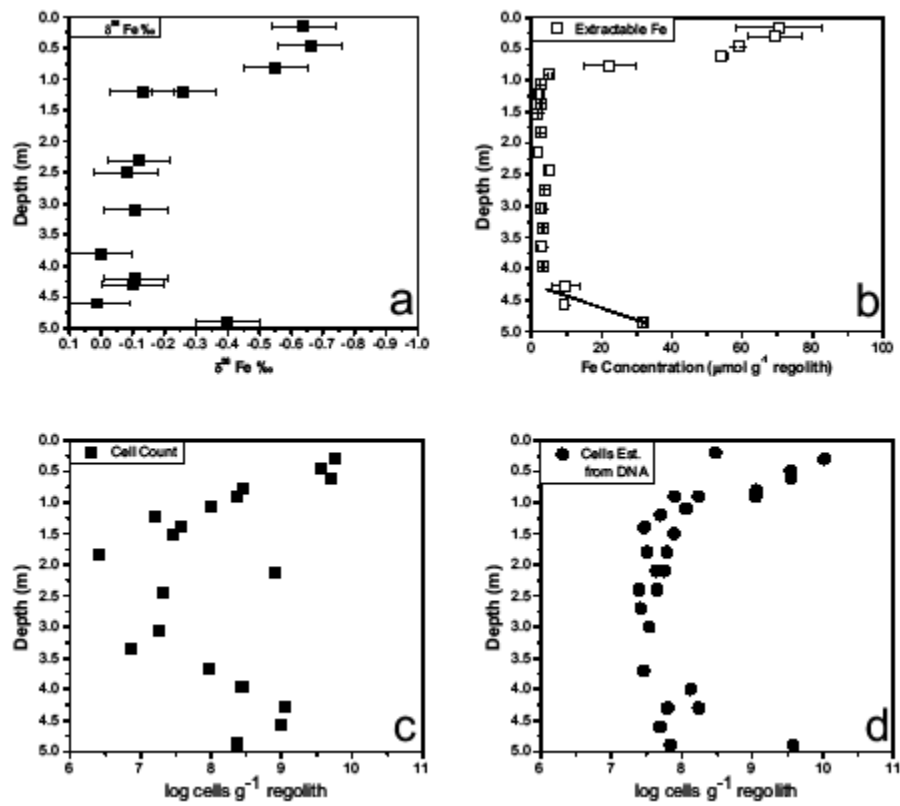 δ⁵⁶ Fe ‰
0.0
0.5
1.0
1.5
2.0
2.5
3.0
3.5
4.0
4.5
5.0
Depth (m)
a
0.1 0.0 -0.1 -0.2 -0.3 -0.4 -0.5 -0.6 -0.7 -0.8 -0.9 -1.0
δ⁵⁶ Fe ‰
Extractable Fe
0.0
0.5
1.0
1.5
2.0
2.5
3.0
3.5
4.0
4.5
5.0
Depth (m)
b
0 20 40 60 80 100
Fe Concentration (μmol g⁻¹ regolith)
Cell Count
0.0
0.5
1.0
1.5
2.0
2.5
3.0
3.5
4.0
4.5
5.0
Depth (m)
c
6 7 8 9 10 11
log cells g⁻¹ regolith
Cells Est.
from DNA
0.0
0.5
1.0
1.5
2.0
2.5
3.0
3.5
4.0
4.5
5.0
Depth (m)
d
6 7 8 9 10 11
log cells g⁻¹ regolith